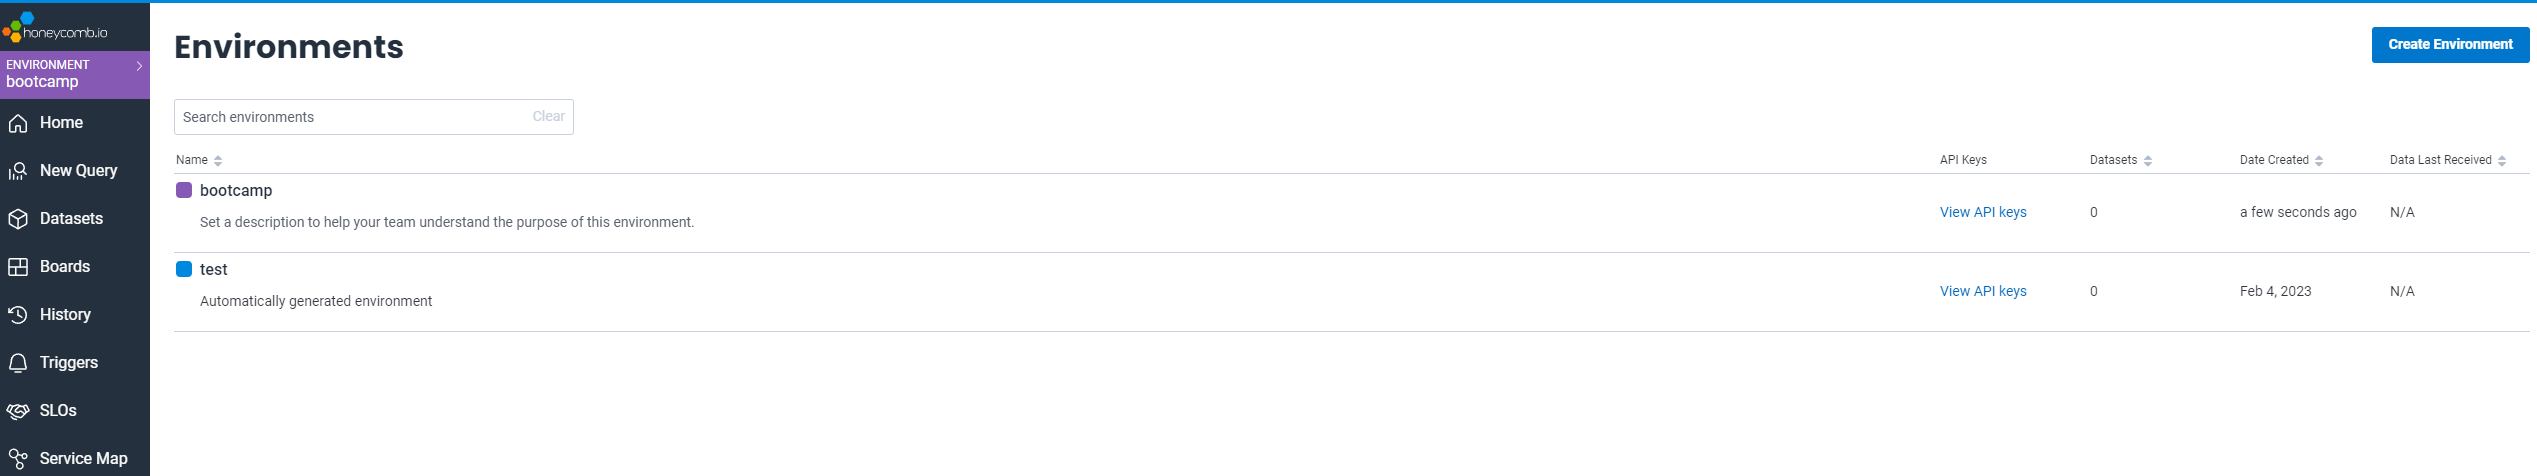 honeycomb.io
ENVIRONMENT
bootcamp
Home
New Query
Datasets
Boards
History
Triggers
SLOs
Service Map
Environments
Create Environment
Search environments Clear
Name API Keys Datasets Date Created Data Last Received
bootcamp
Set a description to help your team understand the purpose of this environment.
View API keys 0 a few seconds ago N/A
test
Automatically generated environment
View API keys 0 Feb 4, 2023 N/A